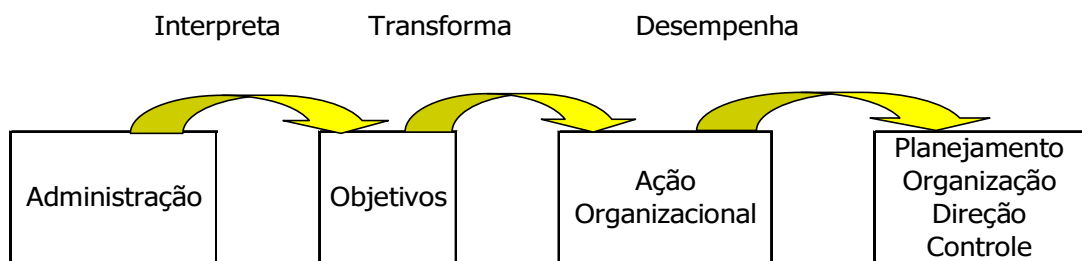 Interpreta Transforma Desempenha
Administração
Objetivos
Ação
Organizacional
Planejamento
Organização
Direção
Controle